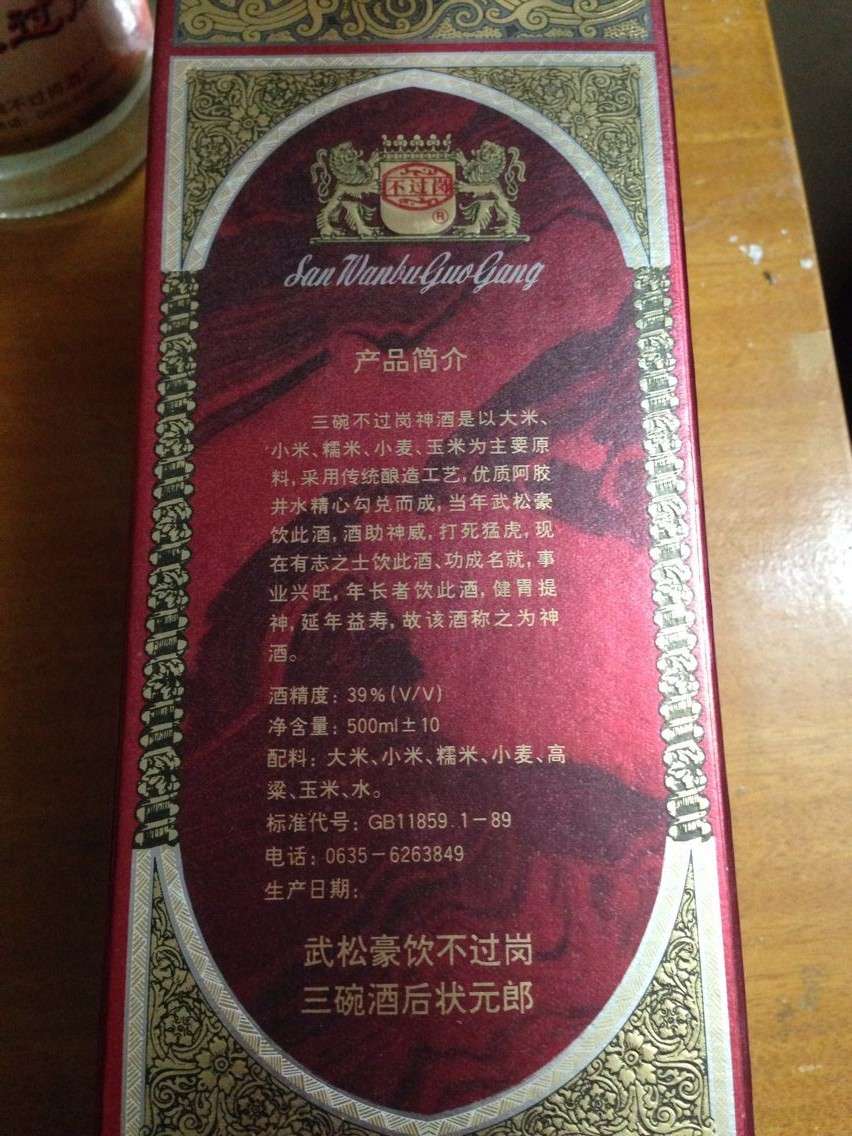 不过岗
®
San Wanbu Guo Gang
产品简介
三碗不过岗神酒是以大米、
小米、糯米、小麦、玉米为主要原
料,采用传统酿造工艺,优质阿胶
井水精心勾兑而成,当年武松豪
饮此酒,酒助神威,打死猛虎,现
在有志之士饮此酒、功成名就,事
业兴旺,年长者饮此酒,健胃提
神,延年益寿,故该酒称之为神
酒。
酒精度:39%(V/V)
净含量:500ml±10
配料:大米、小米、糯米、小麦、高
粱、玉米、水。
标准代号:GB11859.1-89
电话:0635-6263849
生产日期:
武松豪饮不过岗
三碗酒后状元郎